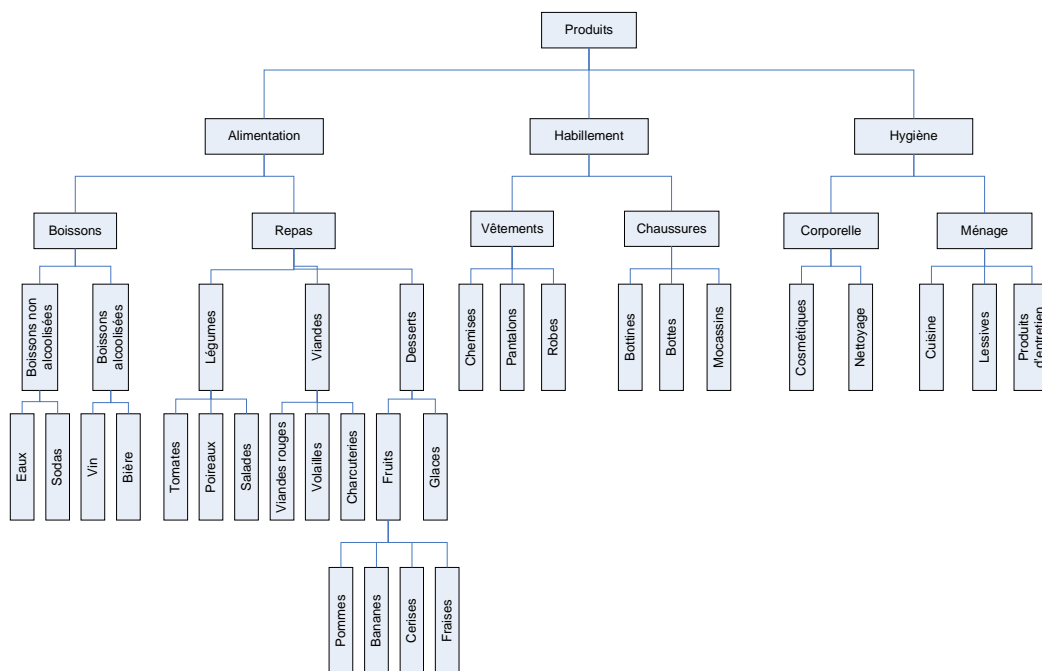 Produits
Alimentation
Habillement
Hygiène
Boissons
Repas
Vêtements
Chaussures
Corporelle
Ménage
Boissons non
alcoolisées
Boissons
alcoolisées
Légumes
Viandes
Desserts
Chemises
Pantalons
Robes
Bottines
Bottes
Mocassins
Cosmétiques
Nettoyage
Cuisine
Lessives
Produits
d'entretien
Eaux
Sodas
Vin
Bière
Tomates
Poireaux
Salades
Viandes rouges
Volailles
Charcuteries
Fruits
Glaces
Pommes
Bananes
Cerises
Fraises